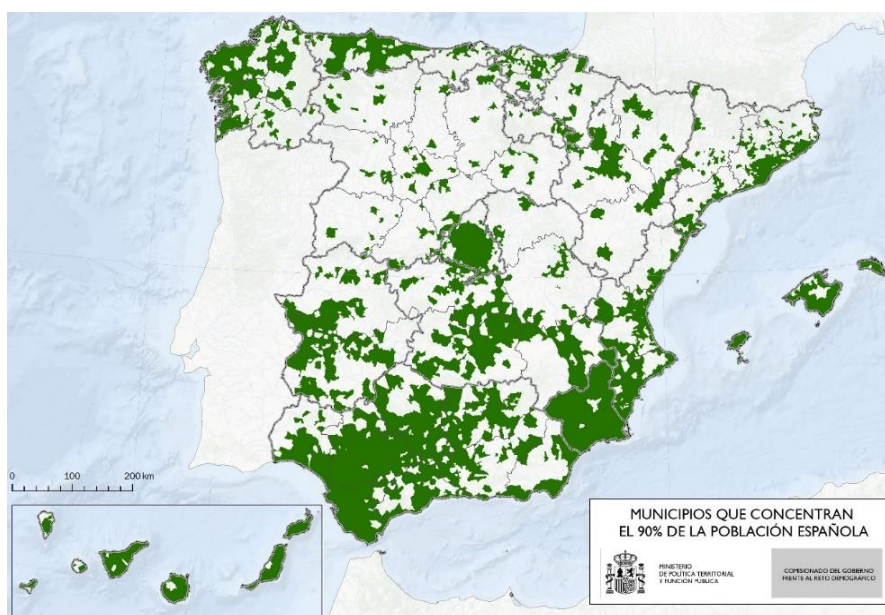 0 100 200 km
MUNICIPIOS QUE CONCENTRAN
EL 90% DE LA POBLACIÓN ESPAÑOLA
MINISTERIO
DE POLÍTICA TERRITORIAL
Y FUNCIÓN PÚBLICA
COMISIONADO DEL GOBIERNO
FRENTE AL RETO DEMOGRÁFICO